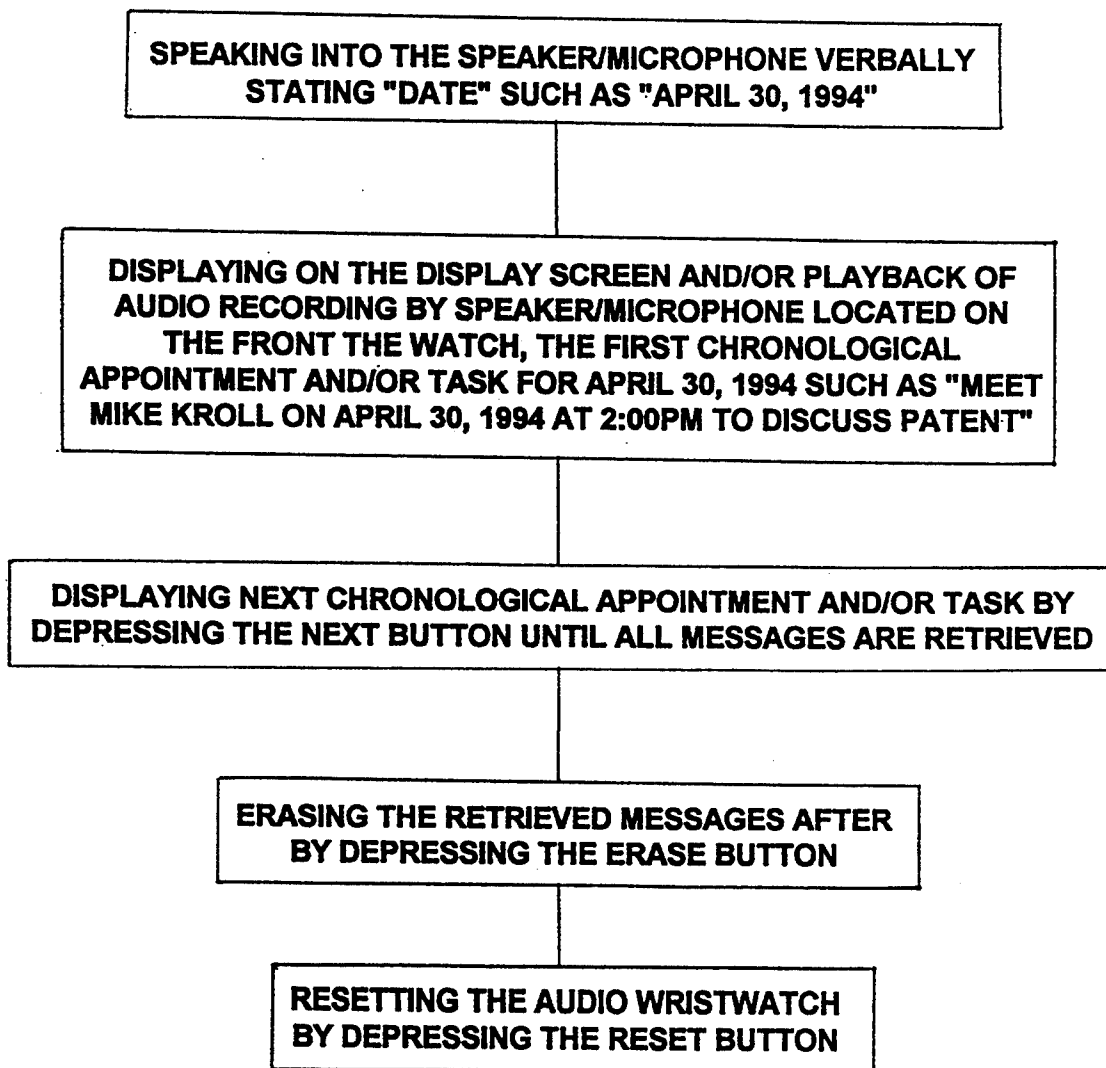 SPEAKING INTO THE SPEAKER/MICROPHONE VERBALLY
STATING "DATE" SUCH AS "APRIL 30, 1994"
DISPLAYING ON THE DISPLAY SCREEN AND/OR PLAYBACK OF
AUDIO RECORDING BY SPEAKER/MICROPHONE LOCATED ON
THE FRONT THE WATCH, THE FIRST CHRONOLOGICAL
APPOINTMENT AND/OR TASK FOR APRIL 30, 1994 SUCH AS "MEET
MIKE KROLL ON APRIL 30, 1994 AT 2:00PM TO DISCUSS PATENT"
DISPLAYING NEXT CHRONOLOGICAL APPOINTMENT AND/OR TASK BY
DEPRESSING THE NEXT BUTTON UNTIL ALL MESSAGES ARE RETRIEVED
ERASING THE RETRIEVED MESSAGES AFTER
BY DEPRESSING THE ERASE BUTTON
RESETTING THE AUDIO WRISTWATCH
BY DEPRESSING THE RESET BUTTON